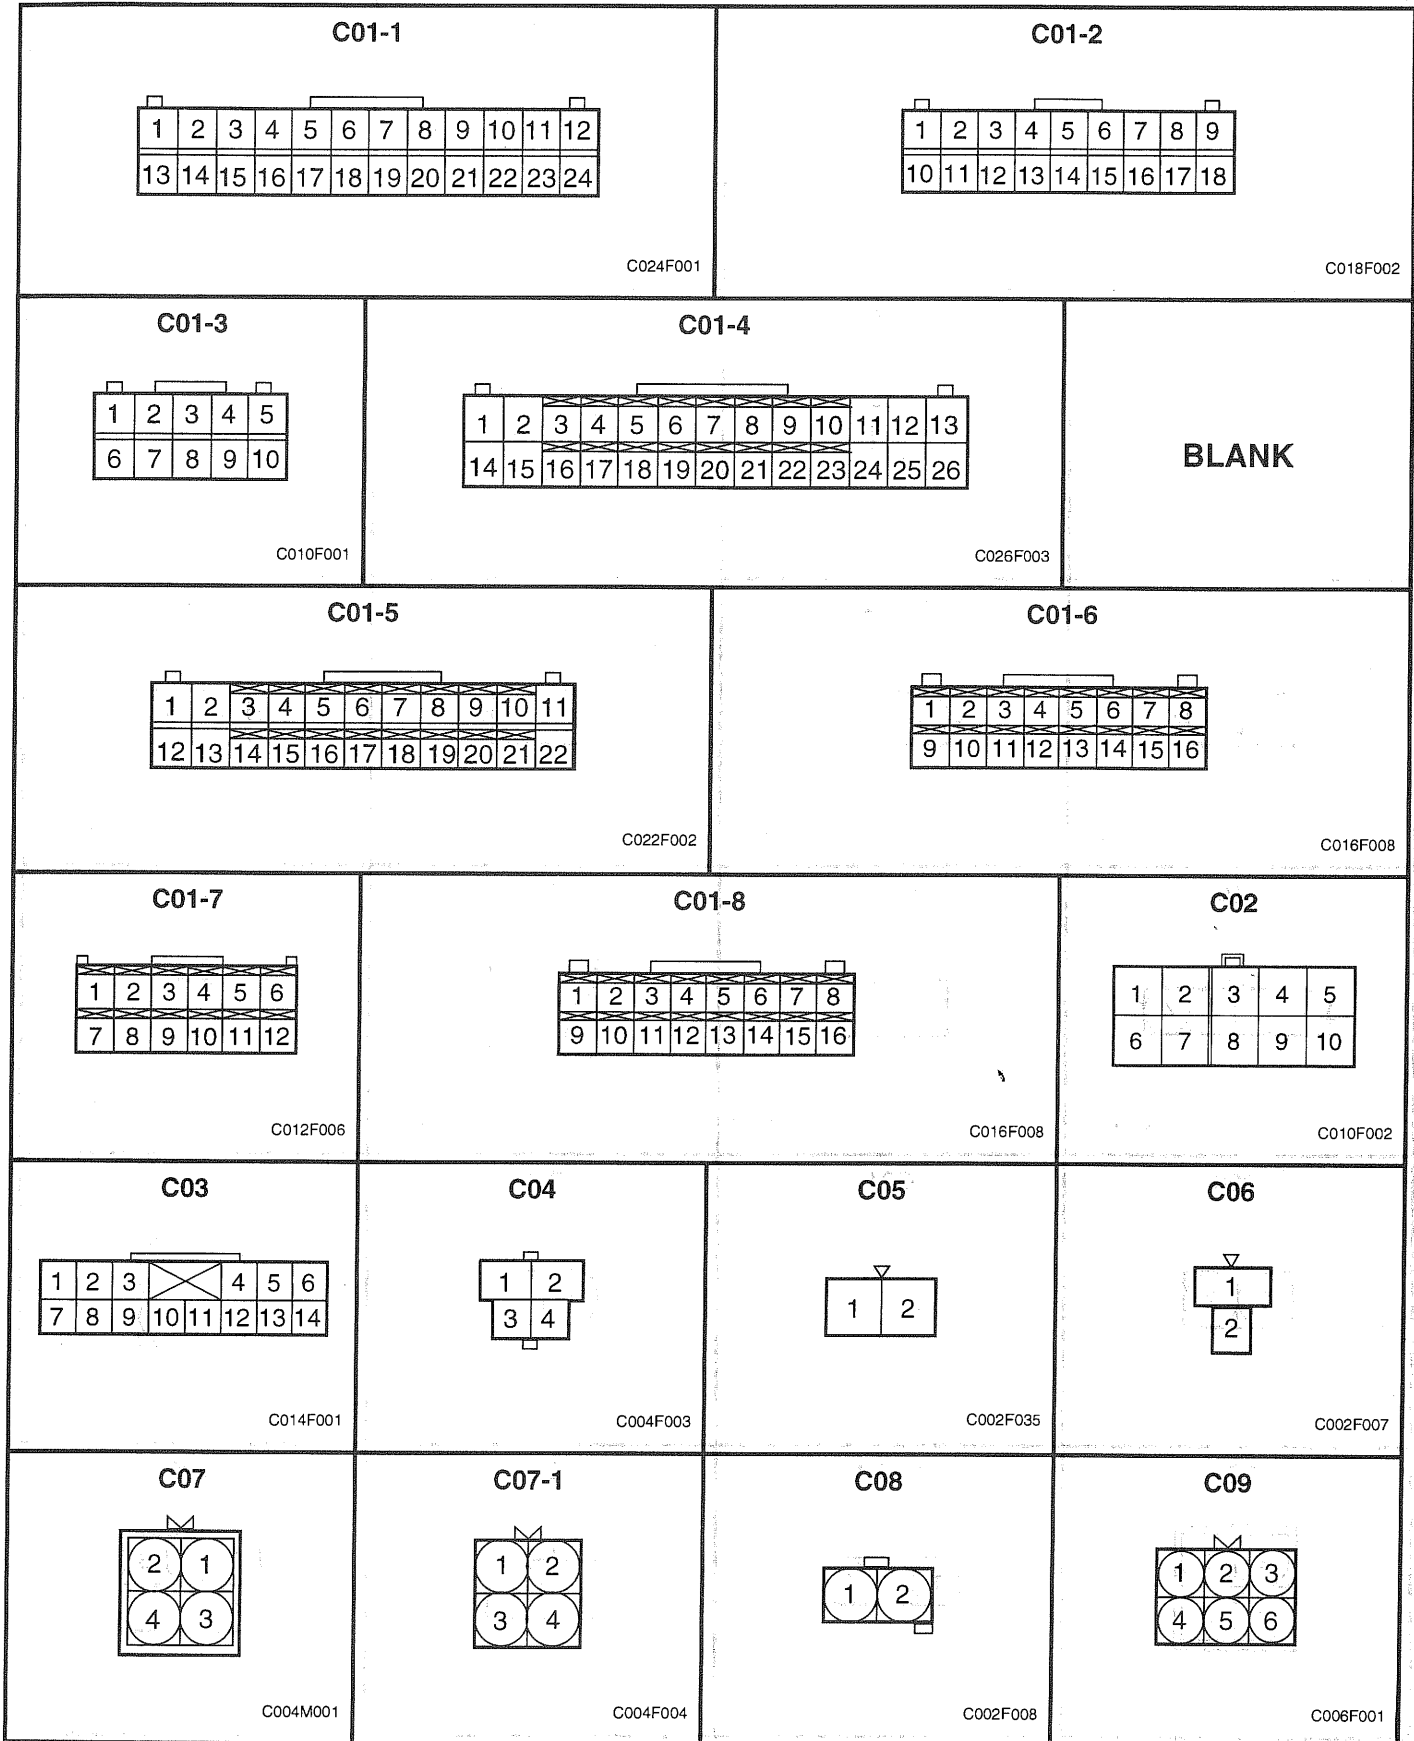 C01-1
1 2 3 4 5 6 7 8 9 10 11 12
13 14 15 16 17 18 19 20 21 22 23 24
C024F001
C01-2
1 2 3 4 5 6 7 8 9
10 11 12 13 14 15 16 17 18
C018F002
C01-3
1 2 3 4 5
6 7 8 9 10
C010F001
C01-4
1 2 3 4 5 6 7 8 9 10 11 12 13
14 15 16 17 18 19 20 21 22 23 24 25 26
C026F003
BLANK
C01-5
1 2 3 4 5 6 7 8 9 10 11
12 13 14 15 16 17 18 19 20 21 22
C022F002
C01-6
1 2 3 4 5 6 7 8
9 10 11 12 13 14 15 16
C016F008
C01-7
1 2 3 4 5 6
7 8 9 10 11 12
C012F006
C01-8
1 2 3 4 5 6 7 8
9 10 11 12 13 14 15 16
C016F008
C02
1 2 3 4 5
6 7 8 9 10
C010F002
C03
1 2 3 4 5 6
7 8 9 10 11 12 13 14
C014F001
C04
1 2
3 4
C004F003
C05
1 2
C002F035
C06
1
2
C002F007
C07
2 1
4 3
C004M001
C07-1
1 2
3 4
C004F004
C08
1 2
C002F008
C09
1 2 3
4 5 6
C006F001